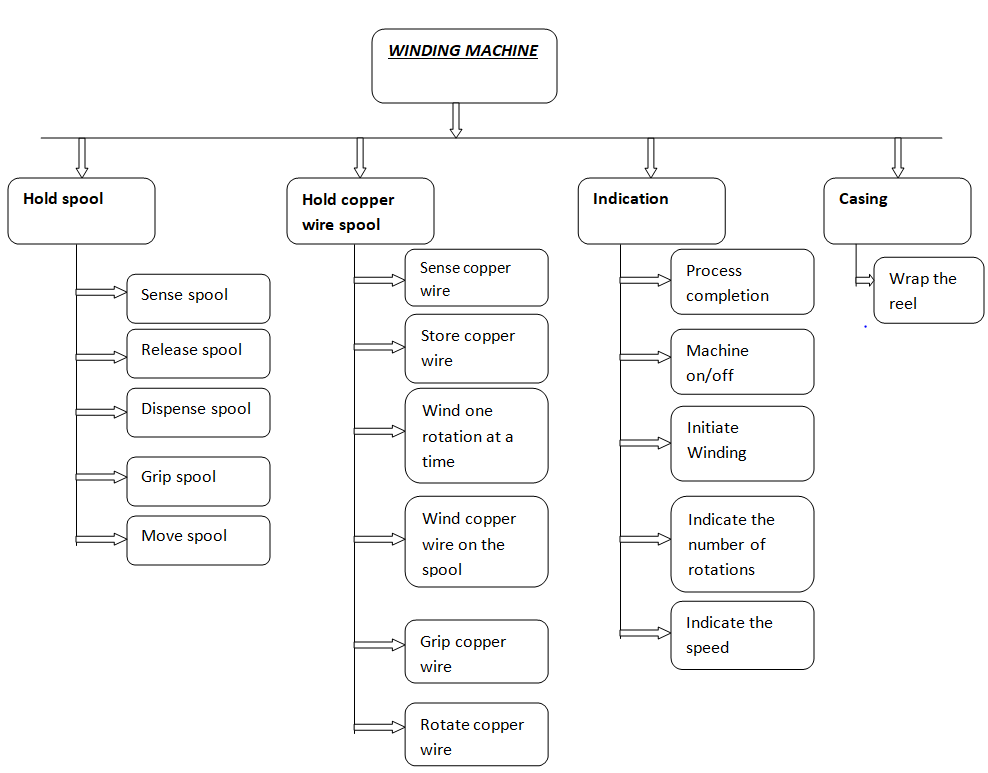 WINDING MACHINE
Hold spool
Sense spool
Release spool
Dispense spool
Grip spool
Move spool
Hold copper
wire spool
Sense copper
wire
Store copper
wire
Wind one
rotation at a
time
Wind copper
wire on the
spool
Grip copper
wire
Rotate copper
wire
Indication
Process
completion
Machine
on/off
Initiate
Winding
Indicate the
number of
rotations
Indicate the
speed
Casing
Wrap the
reel